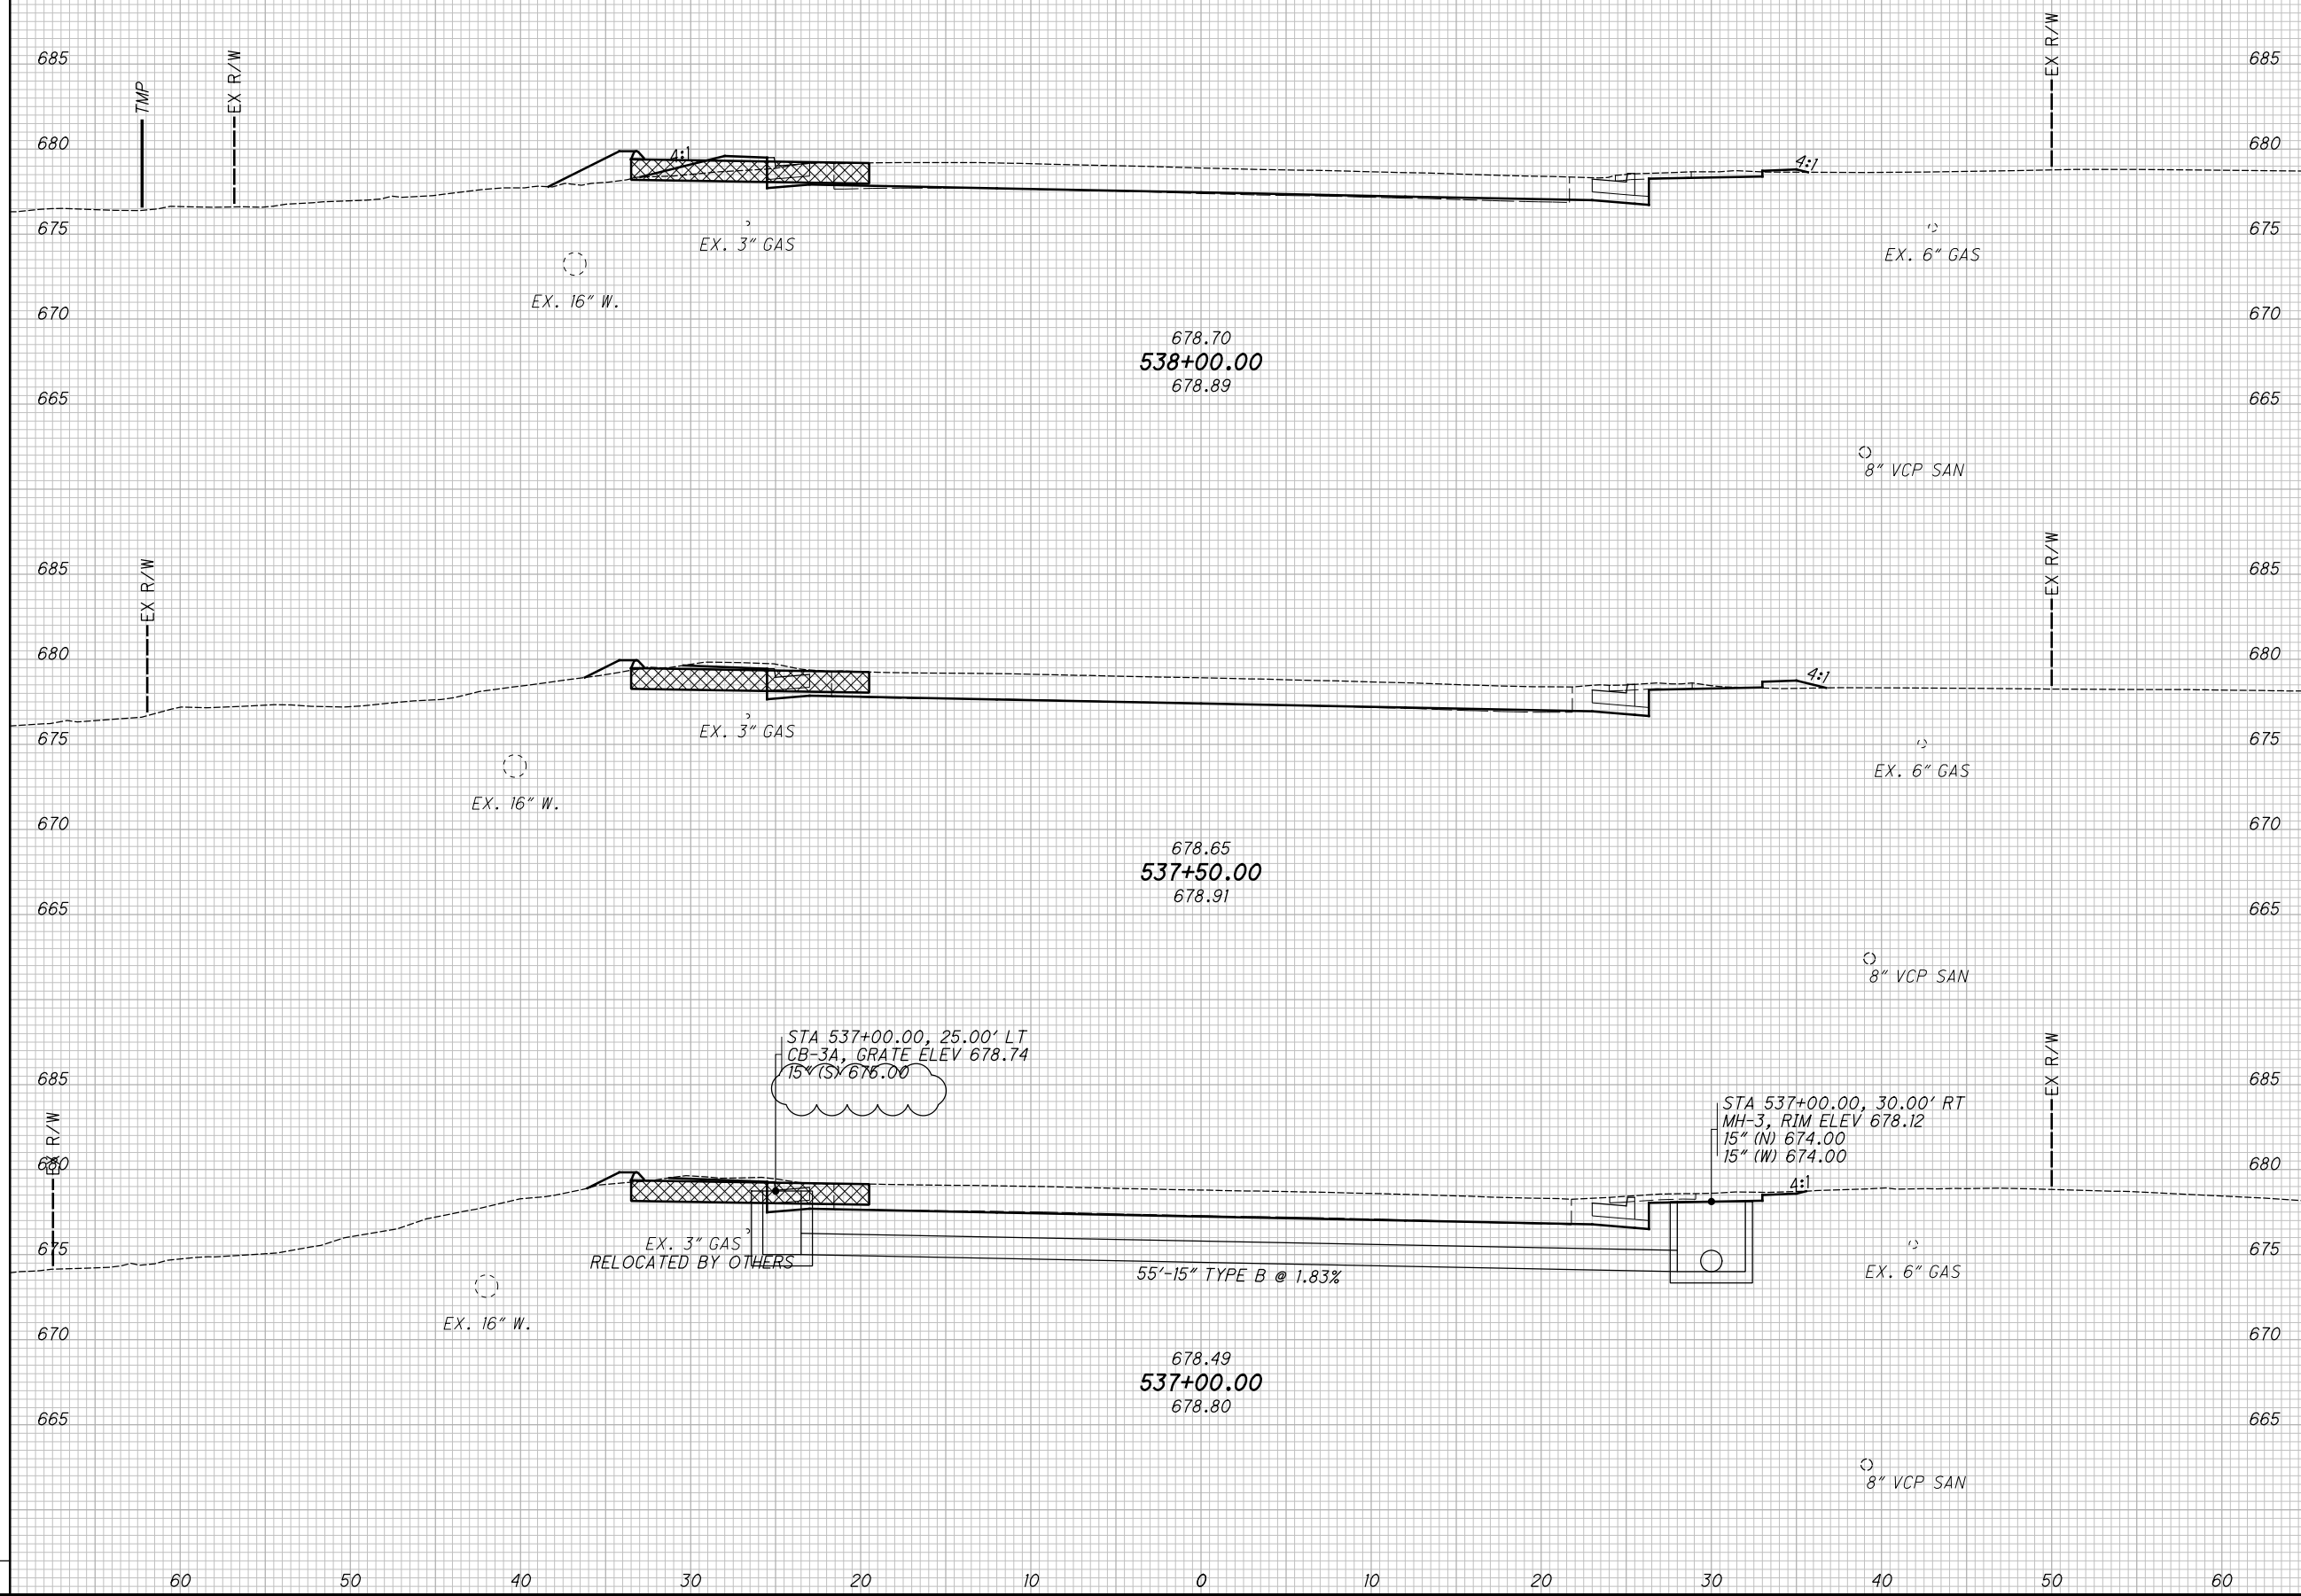 EX R/W
685
EX R/W
TMP
685
680
4:1
4:1
680
675
EX. 3" GAS
EX. 6" GAS
675
EX. 16" W.
670
670
678.70
538+00.00
678.89
665
665
8" VCP SAN
EX R/W
EX R/W
685
685
680
4:1
680
675
EX. 3" GAS
EX. 6" GAS
675
EX. 16" W.
670
670
678.65
537+50.00
678.91
665
665
8" VCP SAN
STA 537+00.00, 25.00' LT
CB-3A, GRATE ELEV 678.74
15" (S) 675.00
EX R/W
685
685
EX R/W
STA 537+00.00, 30.00' RT
MH-3, RIM ELEV 678.12
15" (N) 674.00
15" (W) 674.00
680
4:1
680
675
EX. 3" GAS
RELOCATED BY OTHERS
55'-15" TYPE B @ 1.83%
EX. 6" GAS
675
EX. 16" W.
670
670
678.49
537+00.00
678.80
665
665
8" VCP SAN
60 50 40 30 20 10 0 10 20 30 40 50 60